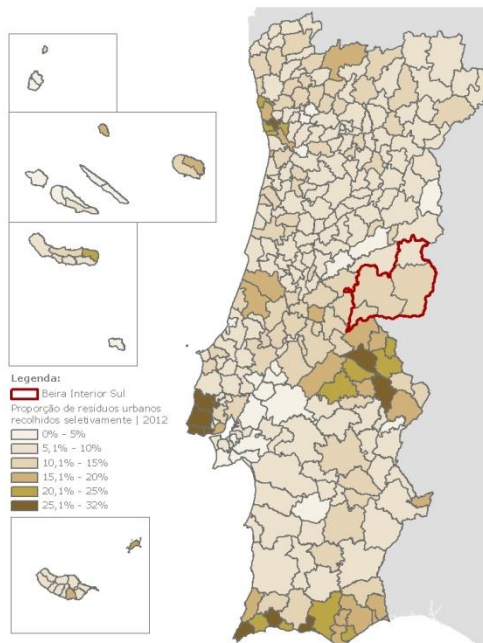 Legenda:
Beira Interior Sul
Proporção de resíduos urbanos
recolhidos seletivamente | 2012
0% - 5%
5,1% - 10%
10,1% - 15%
15,1% - 20%
20,1% - 25%
25,1% - 32%